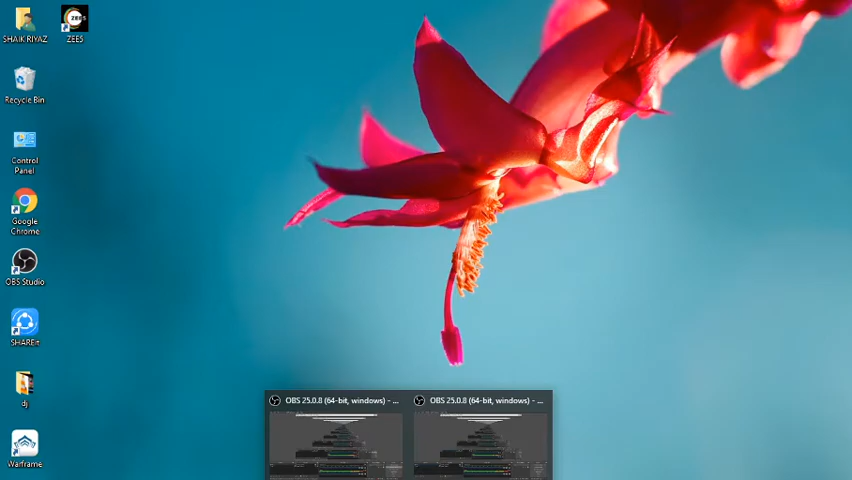 SHAIK RIYAZ
ZEE5
Recycle Bin
Control
Panel
Google
Chrome
OBS Studio
SHAREit
dj
Warframe
OBS 25.0.8 (64-bit, windows) - ...
OBS 25.0.8 (64-bit, windows) - ...